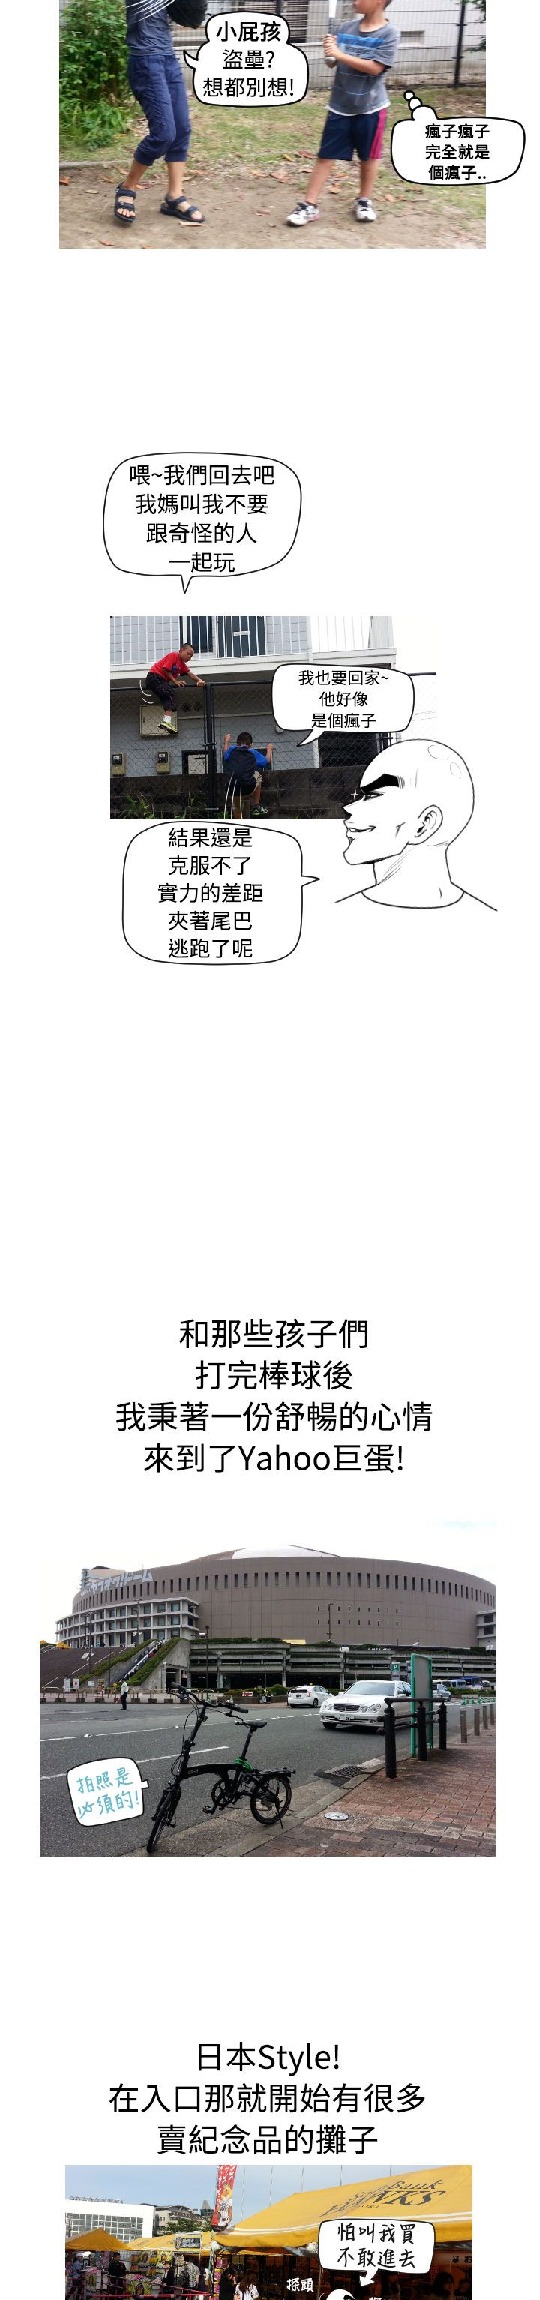 小屁孩
盜壘?
想都別想!
瘋子瘋子
完全就是
個瘋子..
喂~我們回去吧
我媽叫我不要
跟奇怪的人
一起玩
我也要回家~
他好像
是個瘋子
結果還是
克服不了
實力的差距
夾著尾巴
逃跑了呢
和那些孩子們
打完棒球後
我秉著一份舒暢的心情
來到了Yahoo巨蛋!
拍照是
必須的!
日本Style!
在入口那就開始有很多
賣紀念品的攤子
怕叫我買
不敢進去
探頭